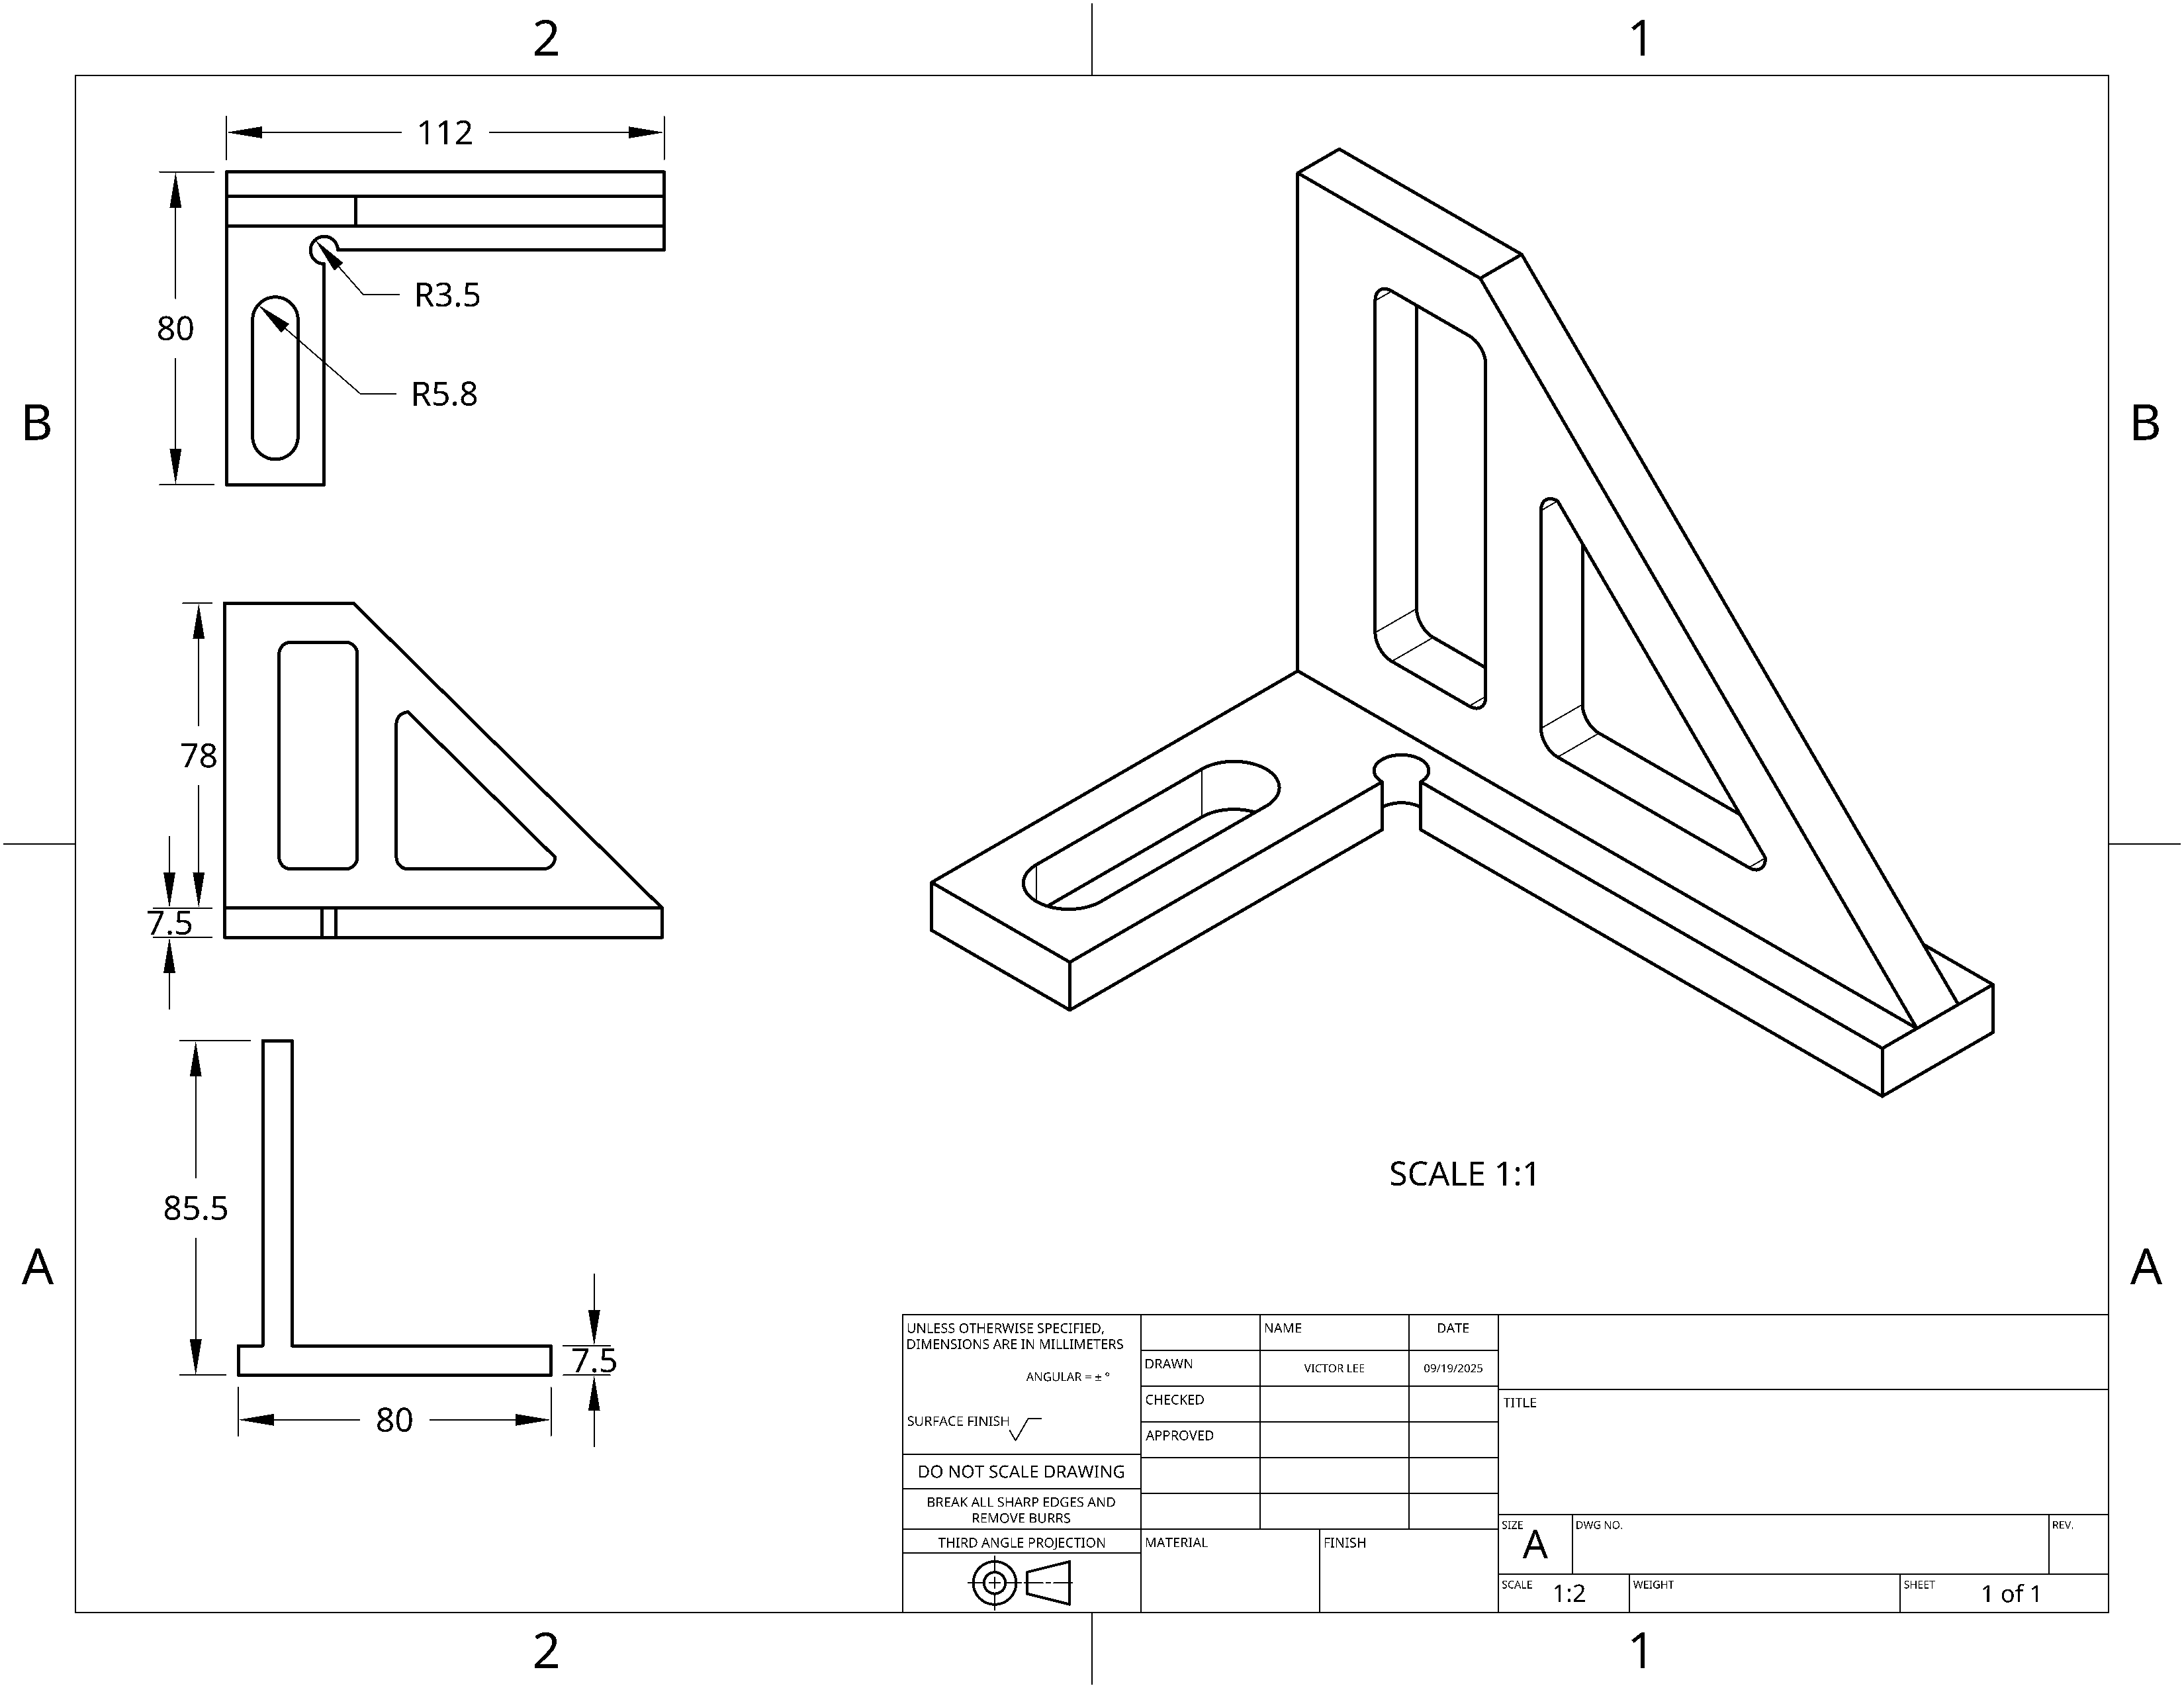 2
1
112
80
R3.5
R5.8
B
B
78
7.5
85.5
7.5
80
SCALE 1:1
A
A
UNLESS OTHERWISE SPECIFIED,
DIMENSIONS ARE IN MILLIMETERS
ANGULAR = ± °
SURFACE FINISH
DO NOT SCALE DRAWING
BREAK ALL SHARP EDGES AND
REMOVE BURRS
THIRD ANGLE PROJECTION
NAME
DATE
DRAWN
VICTOR LEE
09/19/2025
CHECKED
APPROVED
MATERIAL
FINISH
TITLE
SIZE
A
DWG NO.
REV.
SCALE
1:2
WEIGHT
SHEET
1 of 1
2
1